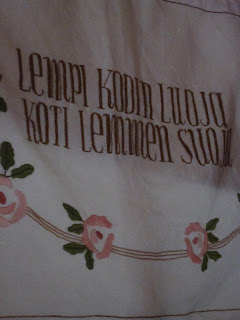 LEMPI KODIN LUOJA
KOTI LEMMEN SUOJA